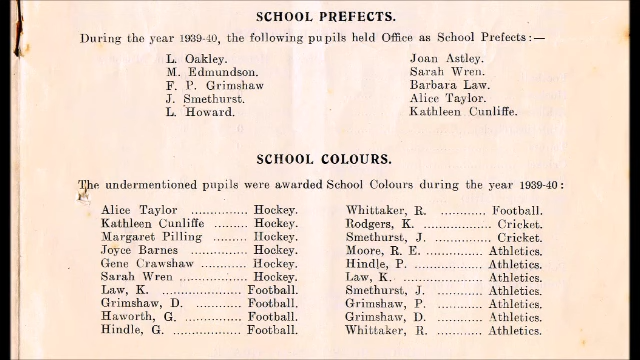 SCHOOL PREFECTS.
During the year 1939-40, the following pupils held Office as School Prefects:—
L. Oakley.
M. Edmundson.
F. P. Grimshaw
J. Smethurst.
L. Howard.
Joan Astley.
Sarah Wren.
Barbara Law.
Alice Taylor.
Kathleen Cunliffe.
SCHOOL COLOURS.
The undermentioned pupils were awarded School Colours during the year 1939-40:
Alice Taylor ............... Hockey.
Kathleen Cunliffe ......... Hockey.
Margaret Pilling ......... Hockey.
Joyce Barnes ............... Hockey.
Gene Crawshaw ............ Hockey.
Sarah Wren .................. Hockey.
Law, K. ..................... Football.
Grimshaw, D. ............ Football.
Haworth, G. ............... Football.
Hindle, G. .................. Football.
Whittaker, R. ............ Football.
Rodgers, K. .................. Cricket.
Smethurst, J. ............... Cricket.
Moore, R. E. ............ Athletics.
Hindle, P. .................. Athletics.
Law, K. ..................... Athletics.
Smethurst, J. ............ Athletics.
Grimshaw, P. ............ Athletics.
Grimshaw, D. ............ Athletics.
Whittaker, R. ............ Athletics.